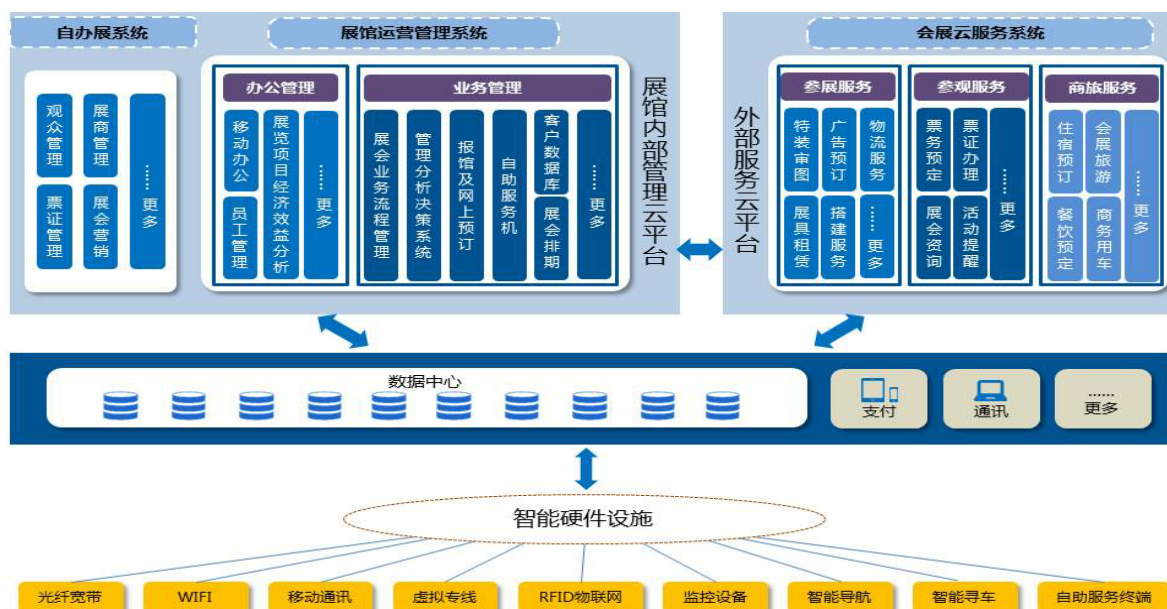 自办展系统
展馆运营管理系统
会展云服务系统
观众管理
展商管理
票证管理
展会营销
……更多
办公管理
移动办公
员工管理
展览项目经济效益分析
……更多
业务管理
展会业务流程管理
管理分析决策系统
报馆及网上预订
自助服务机
客户数据库
展会排期
……更多
展馆内部管理云平台
外部服务云平台
参展服务
特装审图
广告预订
物流服务
展具租赁
搭建服务
……更多
参观服务
票务预定
票证办理
展会资询
活动提醒
……更多
商旅服务
住宿预订
会展旅游
餐饮预定
商务用车
……更多
数据中心
支付
通讯
……
更多
智能硬件设施
光纤宽带
WIFI
移动通讯
虚拟专线
RFID物联网
监控设备
智能导航
智能寻车
自助服务终端